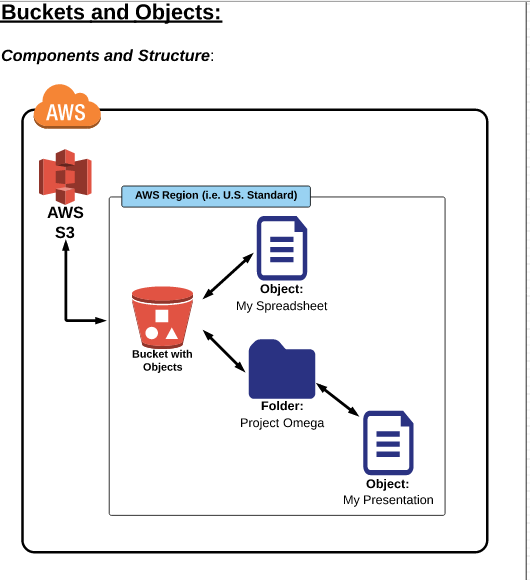 Buckets and Objects:
Components and Structure:
AWS
AWS
S3
AWS Region (i.e. U.S. Standard)
Object:
My Spreadsheet
Bucket with
Objects
Folder:
Project Omega
Object:
My Presentation